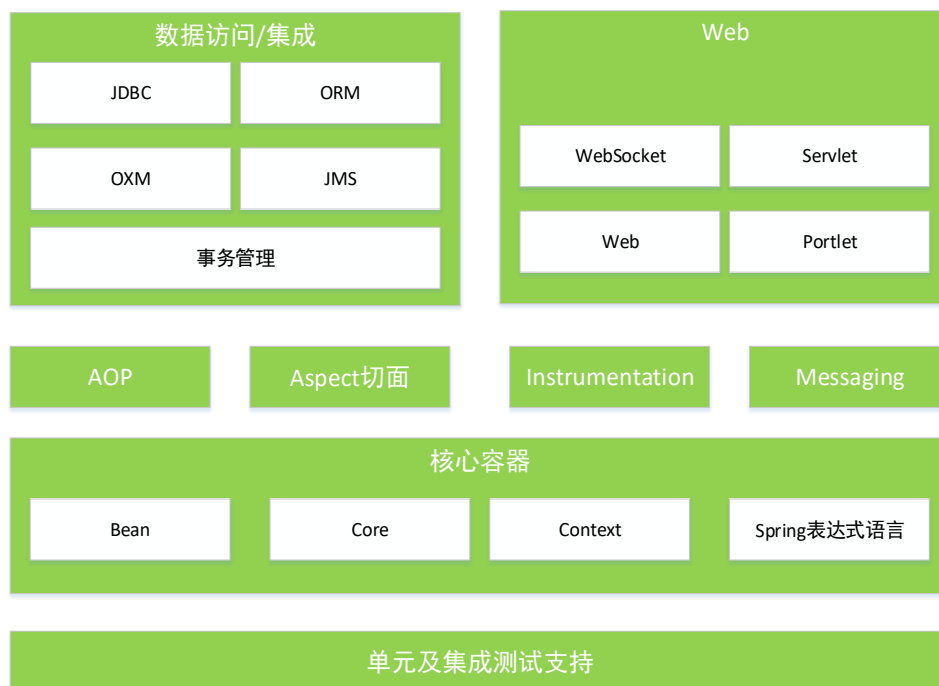 数据访问/集成
JDBC
ORM
OXM
JMS
事务管理
Web
WebSocket
Servlet
Web
Portlet
AOP
Aspect切面
Instrumentation
Messaging
核心容器
Bean
Core
Context
Spring表达式语言
单元及集成测试支持